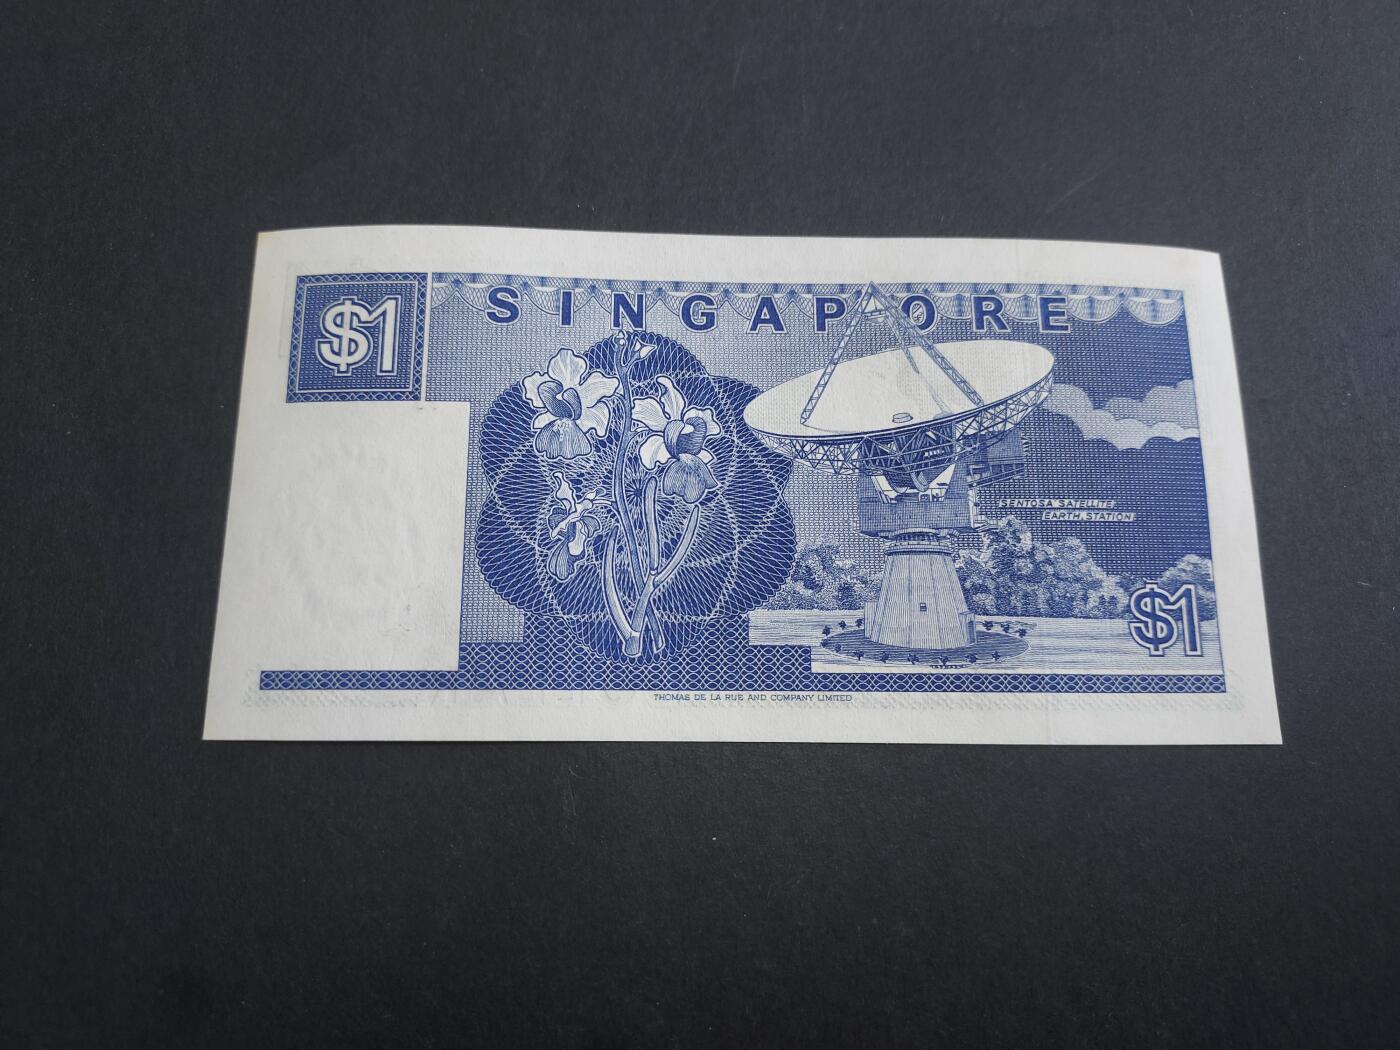 $1
SINGAPORE
SENTOSA SATELLITE
EARTH STATION
$1
THOMAS DE LA RUE AND COMPANY LIMITED